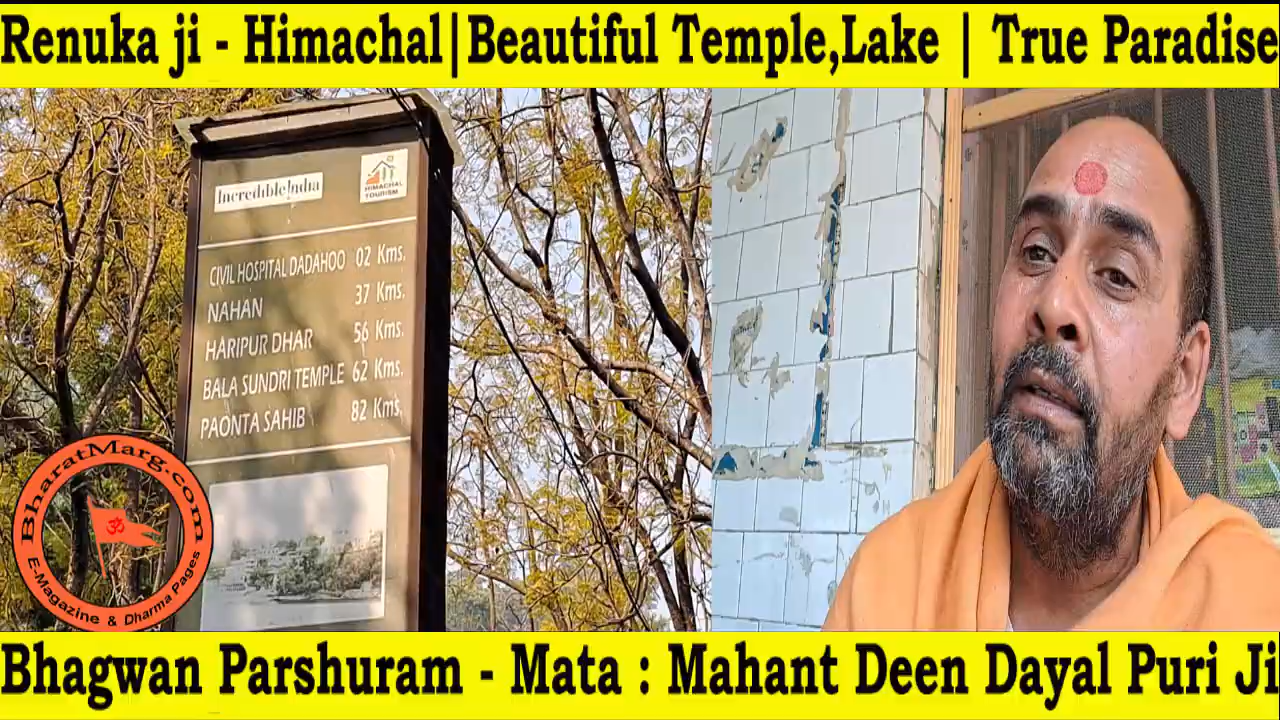 Renuka ji - Himachal|Beautiful Temple,Lake | True Paradise
IncredibleIndia
HIMACHAL
TOURISM
CIVIL HOSPITAL DADAHOO 02 Kms.
NAHAN 37 Kms.
HARIPUR DHAR 56 Kms.
BALA SUNDRI TEMPLE 62 Kms.
PAONTA SAHIB 82 Kms.
BharatMarg.com
ॐ
E-Magazine & Dharma Pages
Bhagwan Parshuram - Mata : Mahant Deen Dayal Puri Ji